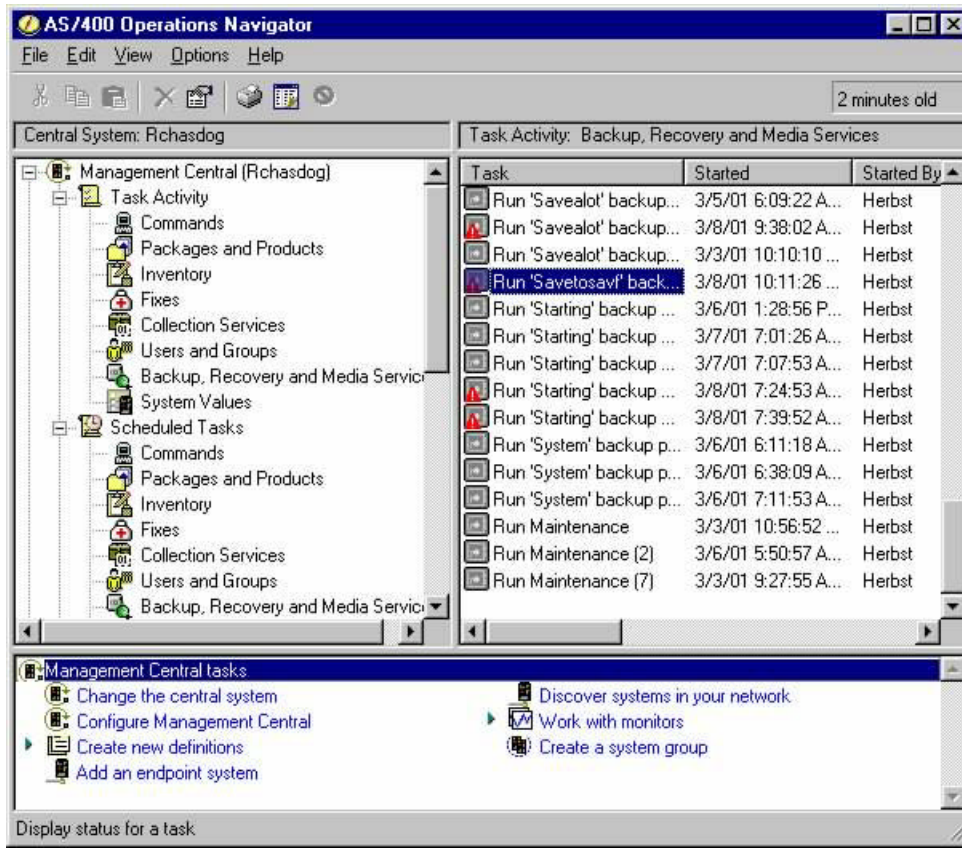 AS/400 Operations Navigator
File Edit View Options Help
2 minutes old
Central System: Rchasdog
Task Activity: Backup, Recovery and Media Services
Management Central (Rchasdog)
Task Activity
Commands
Packages and Products
Inventory
Fixes
Collection Services
Users and Groups
Backup, Recovery and Media Servic
System Values
Scheduled Tasks
Commands
Packages and Products
Inventory
Fixes
Collection Services
Users and Groups
Backup, Recovery and Media Servic
Task Started Started By
Run 'Savealot' backup... 3/5/01 6:09:22 A... Herbst
Run 'Savealot' backup... 3/8/01 9:38:02 A... Herbst
Run 'Savealot' backup... 3/3/01 10:10:10 ... Herbst
Run 'Savetosavf' back... 3/8/01 10:11:26 ... Herbst
Run 'Starting' backup ... 3/6/01 1:28:56 P... Herbst
Run 'Starting' backup ... 3/7/01 7:01:26 A... Herbst
Run 'Starting' backup ... 3/7/01 7:07:53 A... Herbst
Run 'Starting' backup ... 3/8/01 7:24:53 A... Herbst
Run 'Starting' backup ... 3/8/01 7:39:52 A... Herbst
Run 'System' backup p... 3/6/01 6:11:18 A... Herbst
Run 'System' backup p... 3/6/01 6:38:09 A... Herbst
Run 'System' backup p... 3/6/01 7:11:53 A... Herbst
Run Maintenance 3/3/01 10:56:52 ... Herbst
Run Maintenance (2) 3/6/01 5:50:57 A... Herbst
Run Maintenance (7) 3/3/01 9:27:55 A... Herbst
Management Central tasks
Change the central system
Configure Management Central
Create new definitions
Add an endpoint system
Discover systems in your network
Work with monitors
Create a system group
Display status for a task